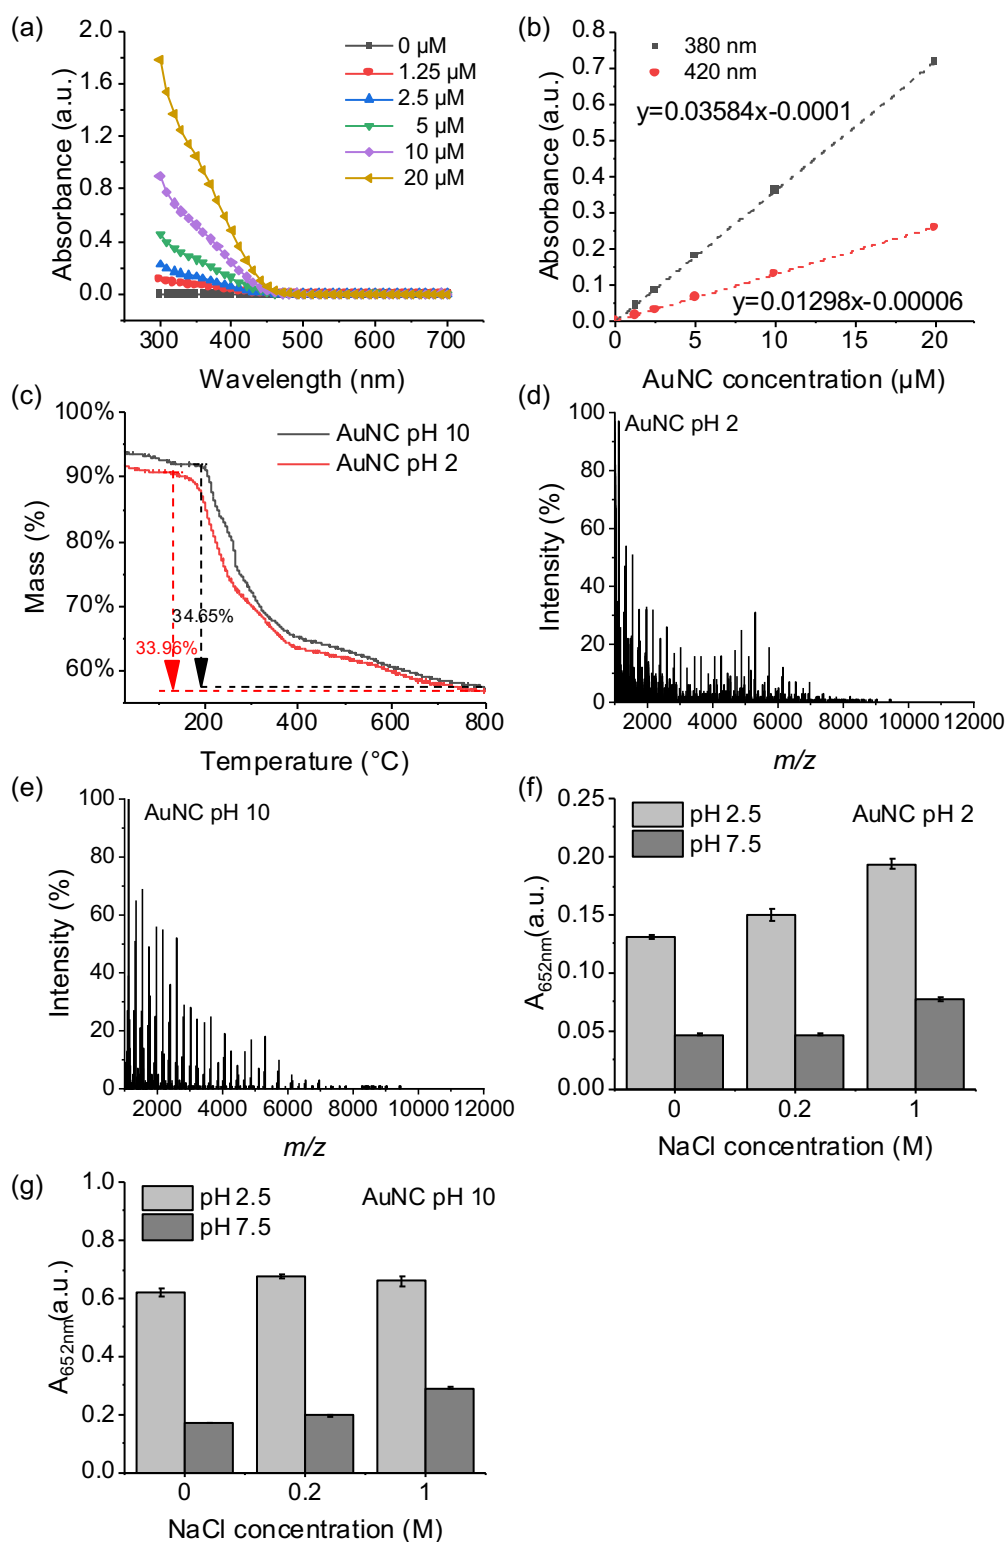 (a)
2.0
1.6
1.2
0.8
0.4
0.0
Absorbance (a.u.)
0 µM
1.25 µM
2.5 µM
5 µM
10 µM
20 µM
300 400 500 600 700
Wavelength (nm)
(b)
0.8
0.7
0.6
0.5
0.4
0.3
0.2
0.1
0.0
Absorbance (a.u.)
380 nm
420 nm
y=0.03584x-0.0001
y=0.01298x-0.00006
0 5 10 15 20
AuNC concentration (µM)
(c)
100%
90%
80%
70%
60%
Mass (%)
AuNC pH 10
AuNC pH 2
34.65%
33.96%
200 400 600 800
Temperature (°C)
(d)
100
80
60
40
20
0
Intensity (%)
AuNC pH 2
2000 4000 6000 8000 10000 12000
m/z
(e)
100
80
60
40
20
0
Intensity (%)
AuNC pH 10
2000 4000 6000 8000 10000 12000
m/z
(f)
0.25
0.20
0.15
0.10
0.05
0.00
A652nm(a.u.)
pH 2.5
pH 7.5
AuNC pH 2
0 0.2 1
NaCl concentration (M)
(g)
1.0
0.8
0.6
0.4
0.2
0.0
A652nm(a.u.)
pH 2.5
pH 7.5
AuNC pH 10
0 0.2 1
NaCl concentration (M)